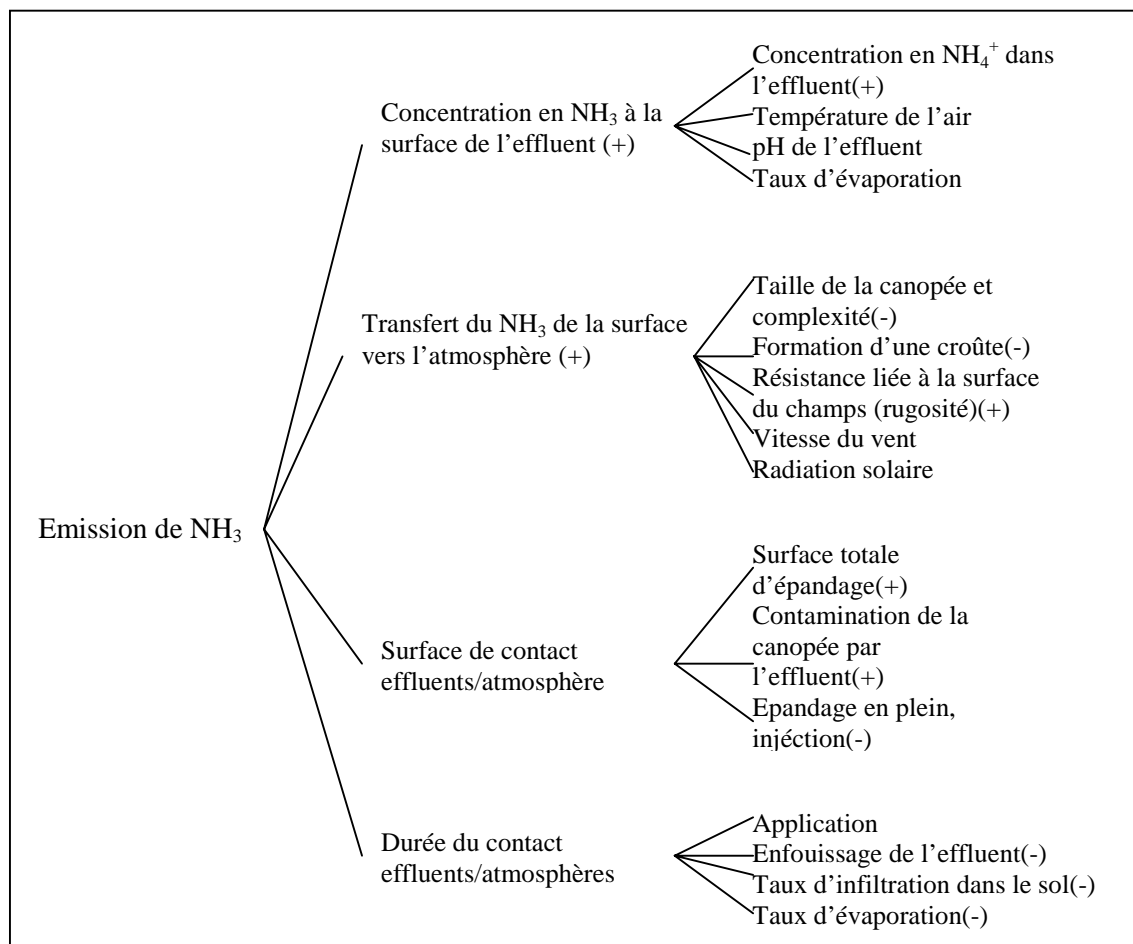 Concentration en NH₄⁺ dans
l'effluent(+)
Température de l'air
pH de l'effluent
Taux d'évaporation
Concentration en NH₃ à la
surface de l'effluent (+)
Taille de la canopée et
complexité(-)
Formation d'une croûte(-)
Résistance liée à la surface
du champs (rugosité)(+)
Vitesse du vent
Radiation solaire
Transfert du NH₃ de la surface
vers l'atmosphère (+)
Emission de NH₃
Surface totale
d'épandage(+)
Contamination de la
canopée par
l'effluent(+)
Epandage en plein,
injéction(-)
Surface de contact
effluents/atmosphère
Durée du contact
effluents/atmosphères
Application
Enfouissage de l'effluent(-)
Taux d'infiltration dans le sol(-)
Taux d'évaporation(-)